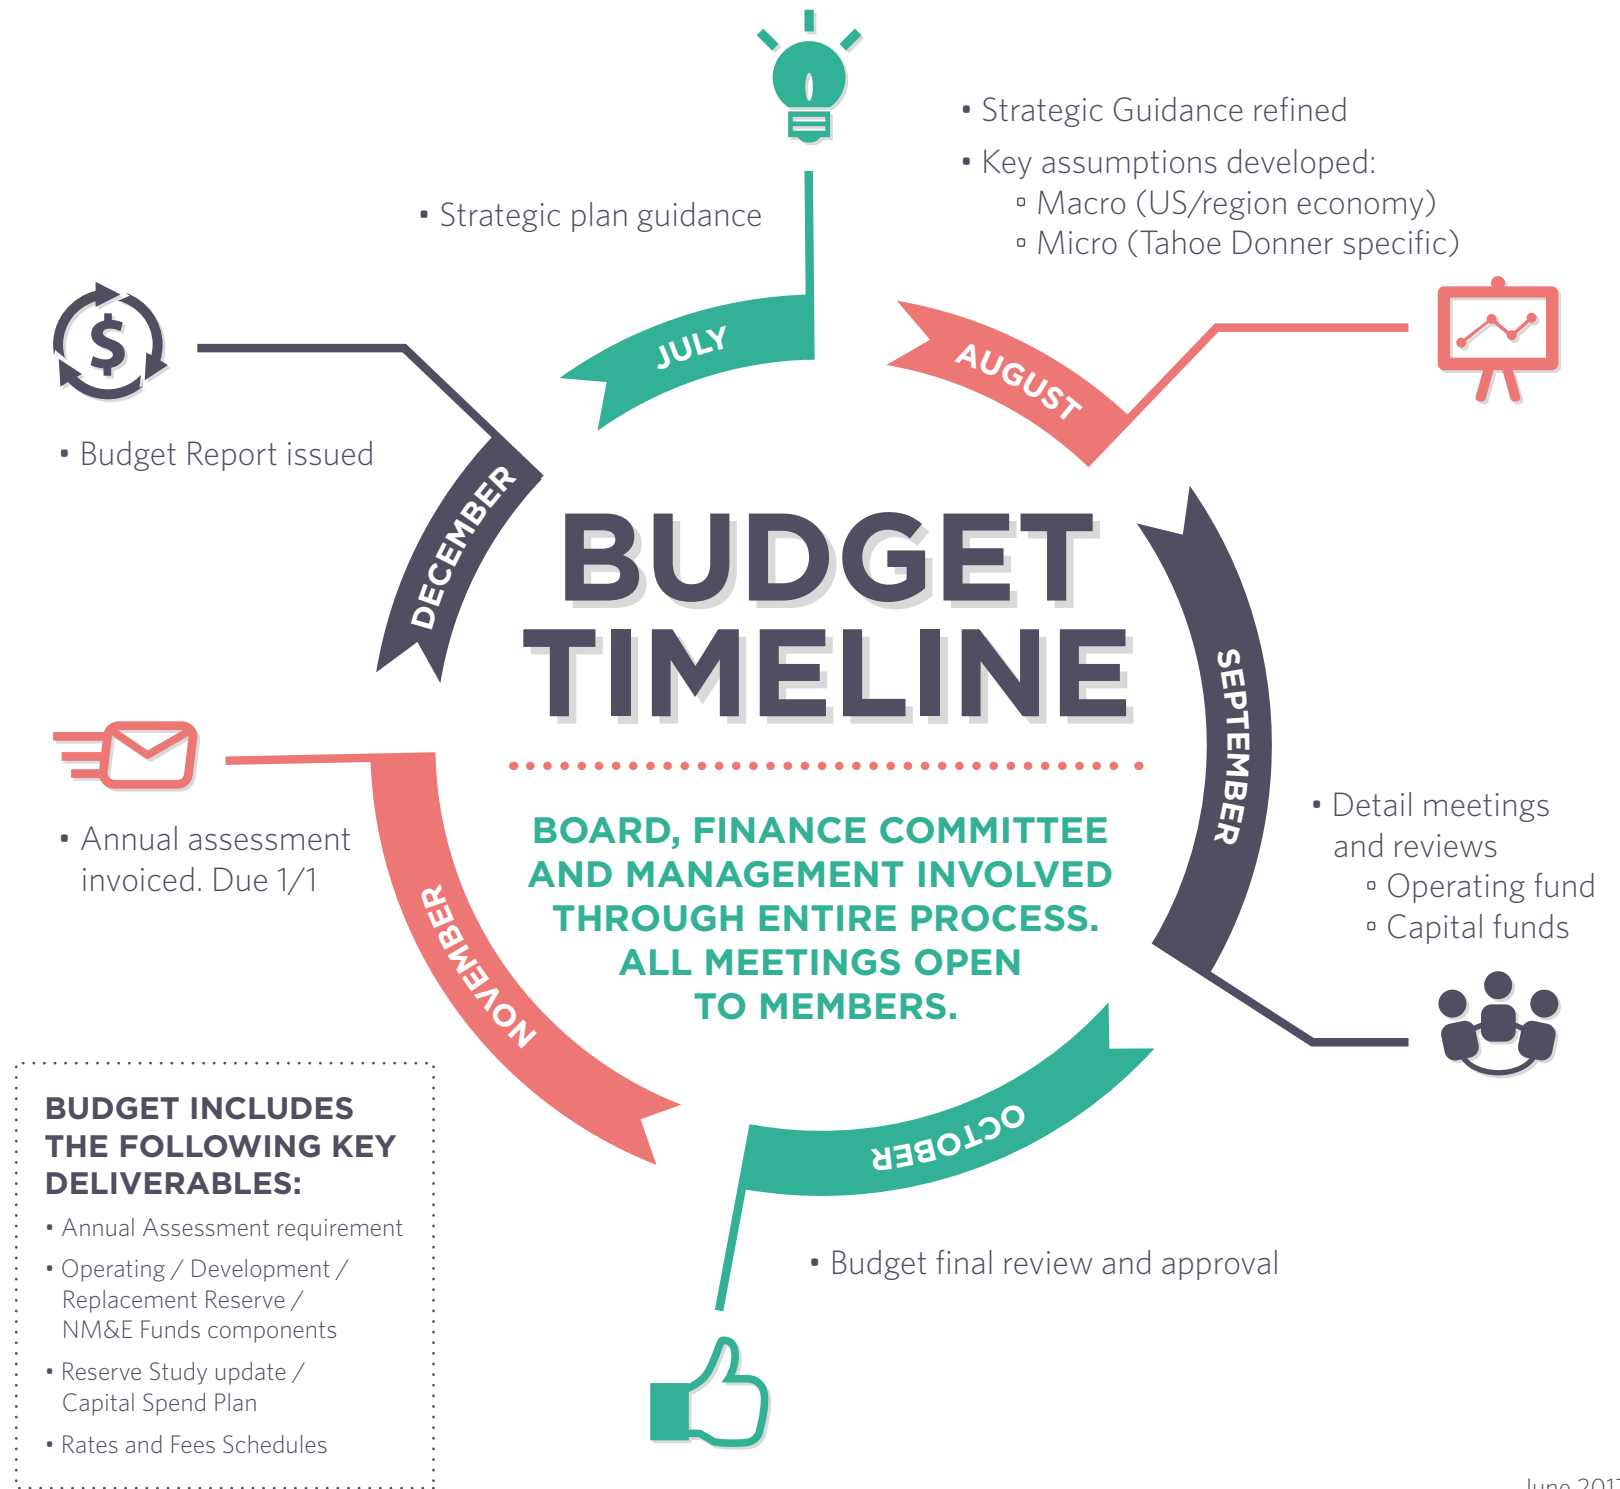 • Strategic plan guidance
JULY
• Strategic Guidance refined
• Key assumptions developed:
▫ Macro (US/region economy)
▫ Micro (Tahoe Donner specific)
AUGUST
SEPTEMBER
• Detail meetings
and reviews
▫ Operating fund
▫ Capital funds
OCTOBER
• Budget final review and approval
NOVEMBER
• Annual assessment
invoiced. Due 1/1
DECEMBER
$
• Budget Report issued
BUDGET
TIMELINE
BOARD, FINANCE COMMITTEE
AND MANAGEMENT INVOLVED
THROUGH ENTIRE PROCESS.
ALL MEETINGS OPEN
TO MEMBERS.
BUDGET INCLUDES
THE FOLLOWING KEY
DELIVERABLES:
• Annual Assessment requirement
• Operating / Development /
Replacement Reserve /
NM&E Funds components
• Reserve Study update /
Capital Spend Plan
• Rates and Fees Schedules
June 2017